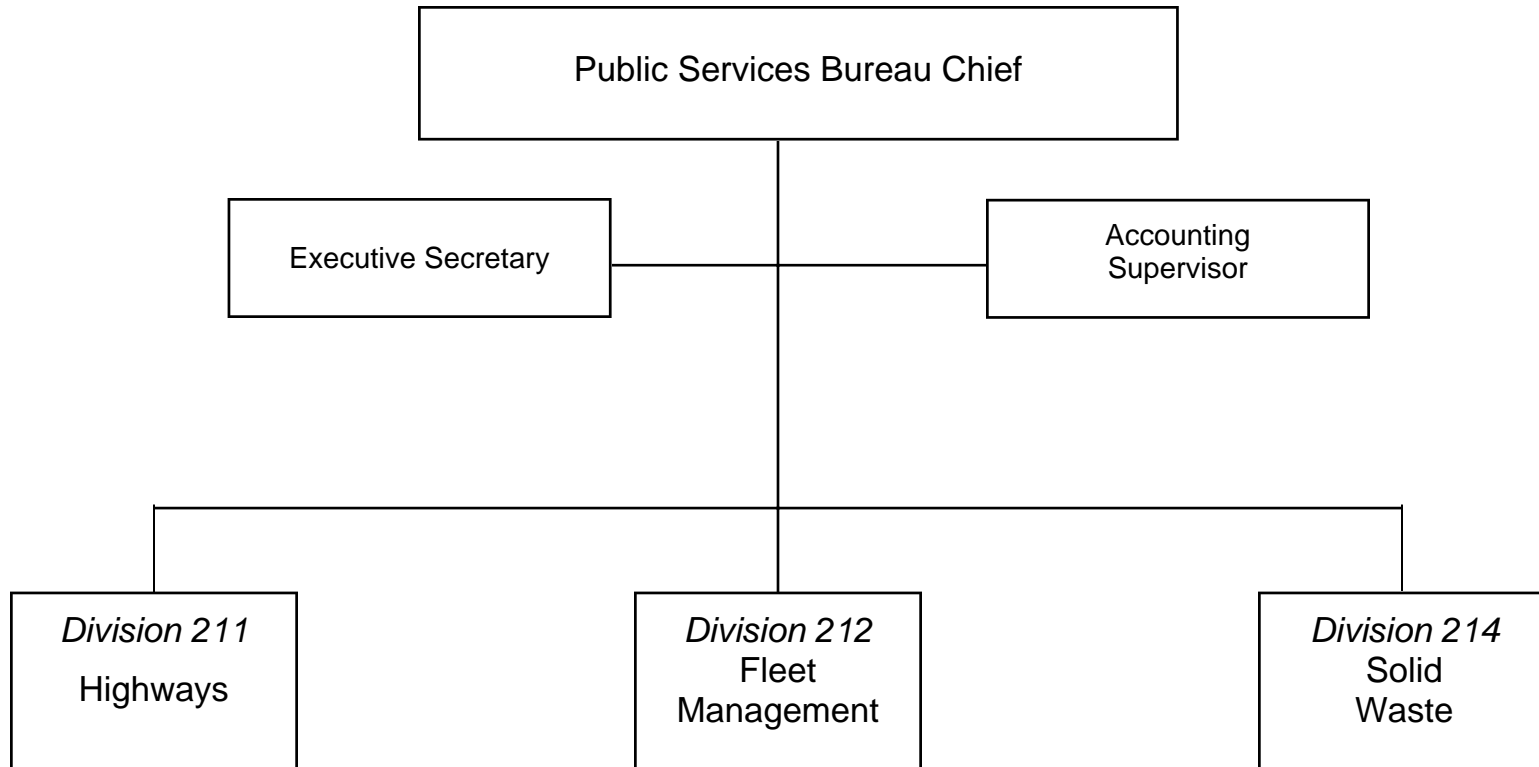 Public Services Bureau Chief
Executive Secretary
Accounting
Supervisor
Division 211
Highways
Division 212
Fleet
Management
Division 214
Solid
Waste